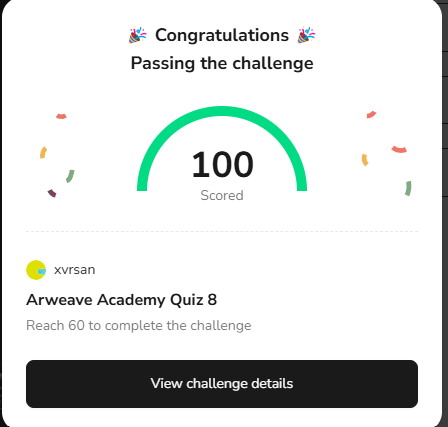 🎉 Congratulations 🎉
Passing the challenge
100
Scored
xvrsan
Arweave Academy Quiz 8
Reach 60 to complete the challenge
View challenge details